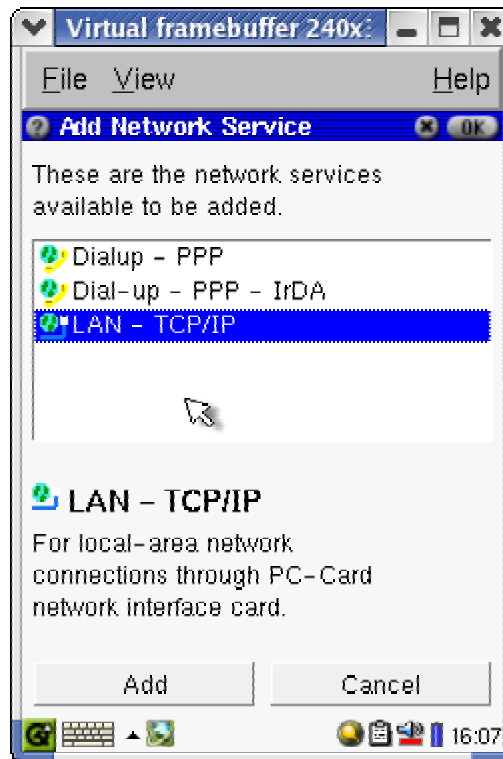 Virtual framebuffer 240x3
File View Help
Add Network Service OK
These are the network services
available to be added.
Dialup - PPP
Dial-up - PPP - IrDA
LAN - TCP/IP
LAN - TCP/IP
For local-area network
connections through PC-Card
network interface card.
Add Cancel
16:07